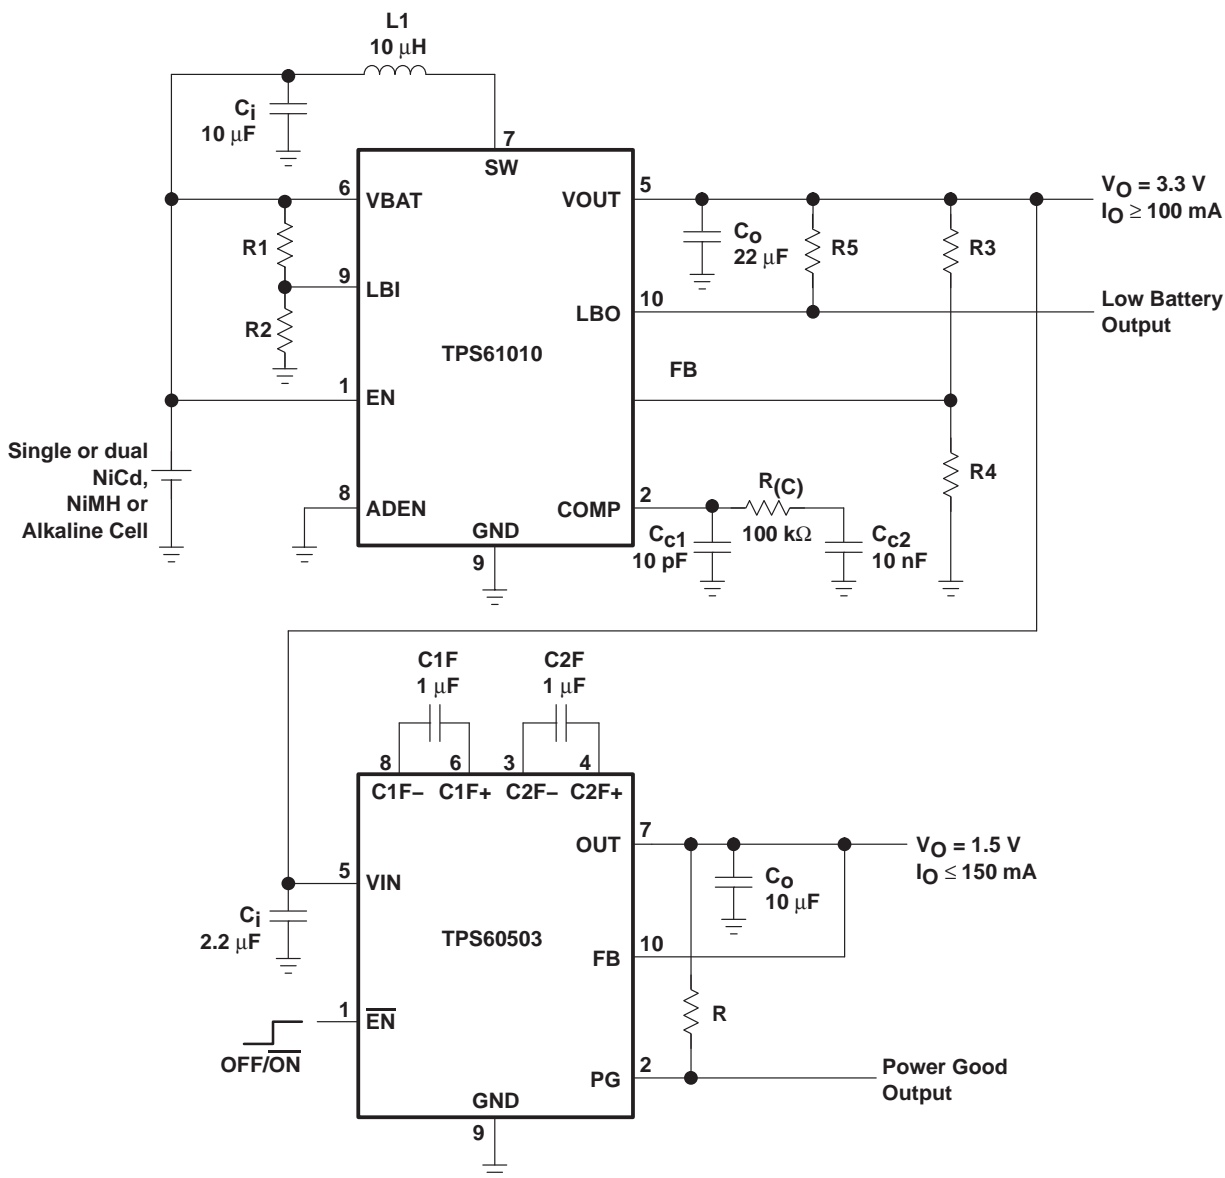 L1
10 μH
Ci
10 μF
7
SW
6
VBAT
VOUT
5
VO = 3.3 V
IO ≥ 100 mA
R1
Co
22 μF
R5
R3
9
LBI
10
LBO
Low Battery
Output
R2
TPS61010
FB
1
EN
Single or dual
NiCd,
NiMH or
Alkaline Cell
R4
8
ADEN
COMP
2
R(C)
100 kΩ
GND
9
Cc1
10 pF
Cc2
10 nF
C1F
1 μF
C2F
1 μF
8
6
3
4
C1F–
C1F+
C2F–
C2F+
OUT
7
VO = 1.5 V
IO ≤ 150 mA
5
VIN
Co
10 μF
Ci
2.2 μF
TPS60503
FB
10
1
EN
OFF/ON
R
PG
2
Power Good
Output
GND
9